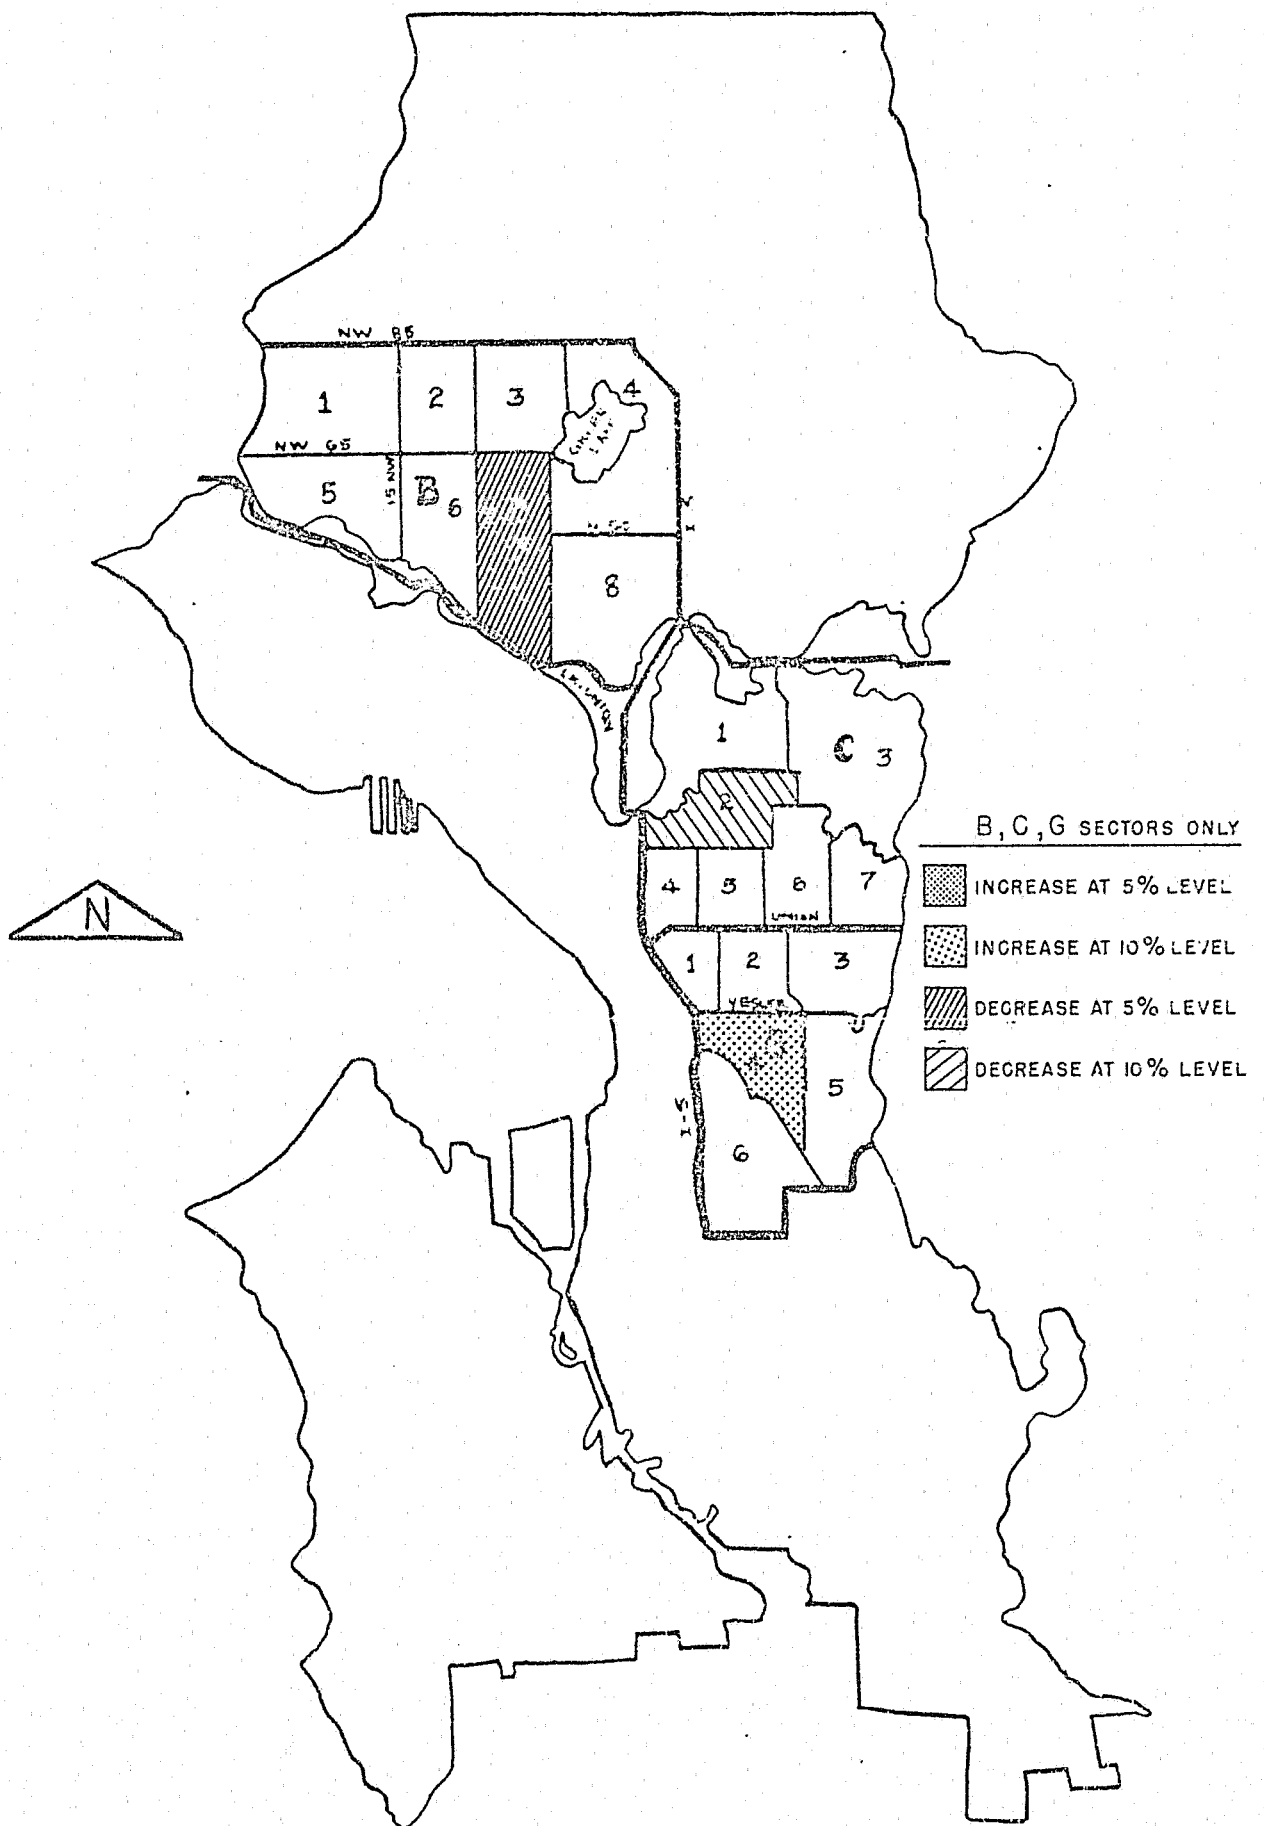 NW 85
1
2
3
4
NW 65
15 NW
5
B
6
8
I-5
LK. UNION
1
C
3
2
B, C, G SECTORS ONLY
INCREASE AT 5% LEVEL
INCREASE AT 10% LEVEL
DECREASE AT 5% LEVEL
DECREASE AT 10% LEVEL
4
5
6
7
UNION
N
1
2
3
YESLER
5
I-5
6